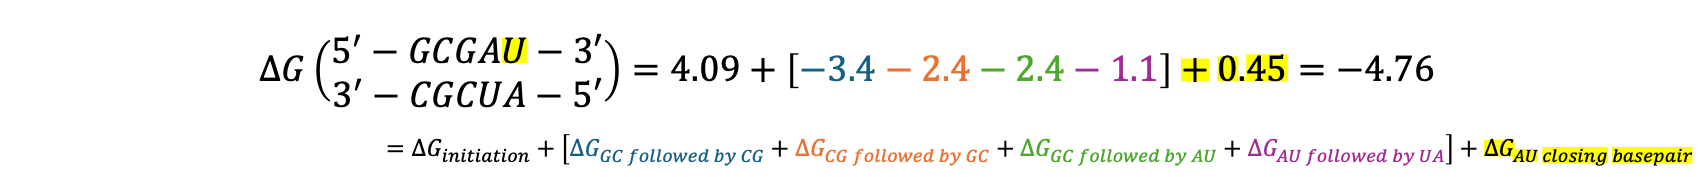 ΔG (5′ − GCGAU − 3′
3′ − CGCUA − 5′) = 4.09 + [−3.4 − 2.4 − 2.4 − 1.1] + 0.45 = −4.76
= ΔG_initiation + [ΔG_GC followed by CG + ΔG_CG followed by GC + ΔG_GC followed by AU + ΔG_AU followed by UA] + ΔG_AU closing basepair